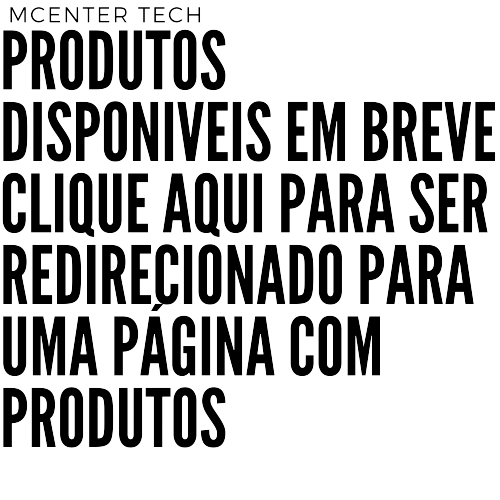 MCENTER TECH
PRODUTOS
DISPONIVEIS EM BREVE
CLIQUE AQUI PARA SER
REDIRECIONADO PARA
UMA PÁGINA COM
PRODUTOS